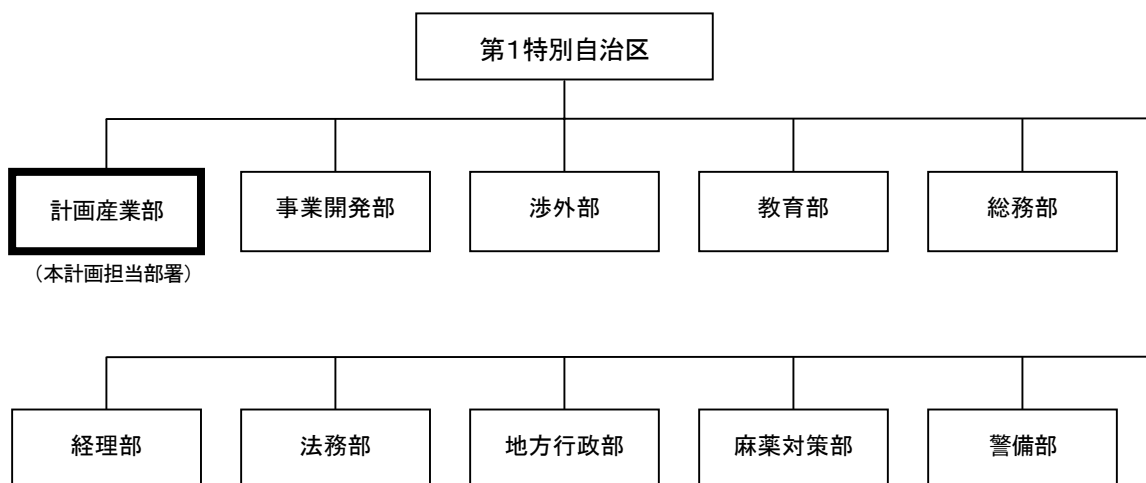 第1特別自治区
計画産業部
事業開発部
渉外部
教育部
総務部
（本計画担当部署）
経理部
法務部
地方行政部
麻薬対策部
警備部